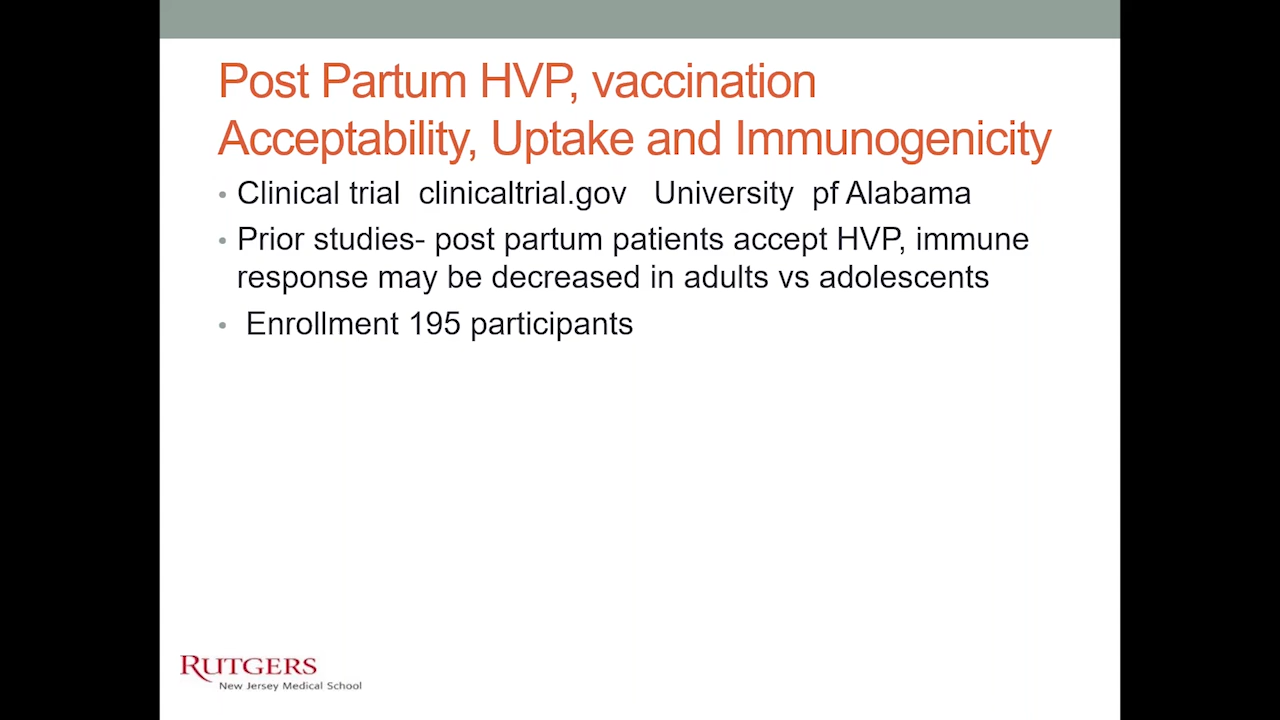 Post Partum HVP, vaccination
Acceptability, Uptake and Immunogenicity
• Clinical trial clinicaltrial.gov University pf Alabama
• Prior studies- post partum patients accept HVP, immune
response may be decreased in adults vs adolescents
• Enrollment 195 participants
RUTGERS
New Jersey Medical School